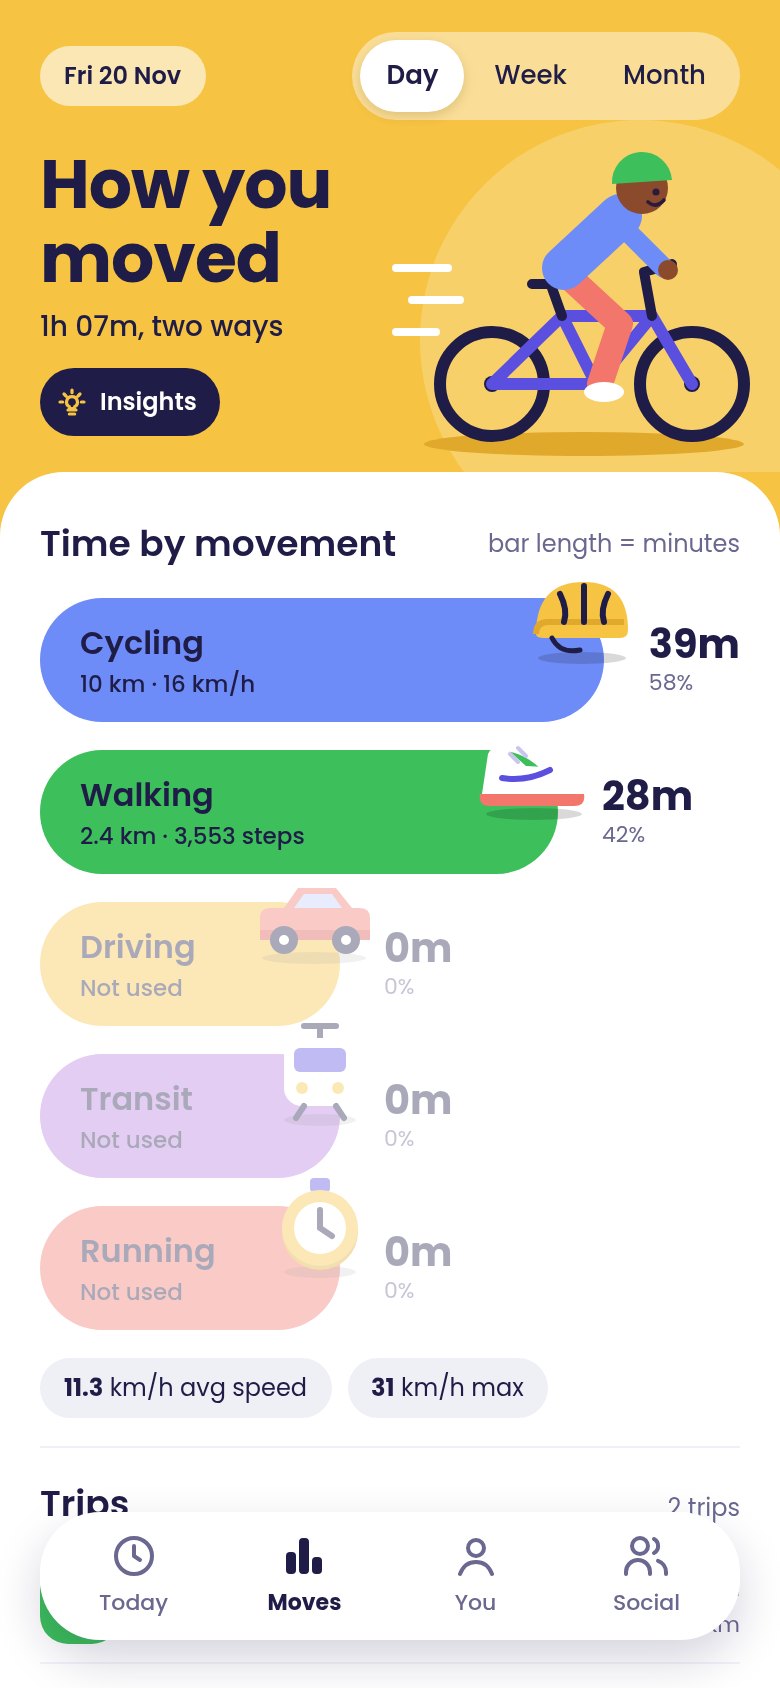 Fri 20 Nov
Day Week Month
How you
moved
1h 07m, two ways
Insights
Time by movement
bar length = minutes
Cycling
10 km · 16 km/h
39m
58%
Walking
2.4 km · 3,553 steps
28m
42%
Driving
Not used
0m
0%
Transit
Not used
0m
0%
Running
Not used
0m
0%
11.3 km/h avg speed
31 km/h max
Trips
2 trips
Today
Moves
You
Social